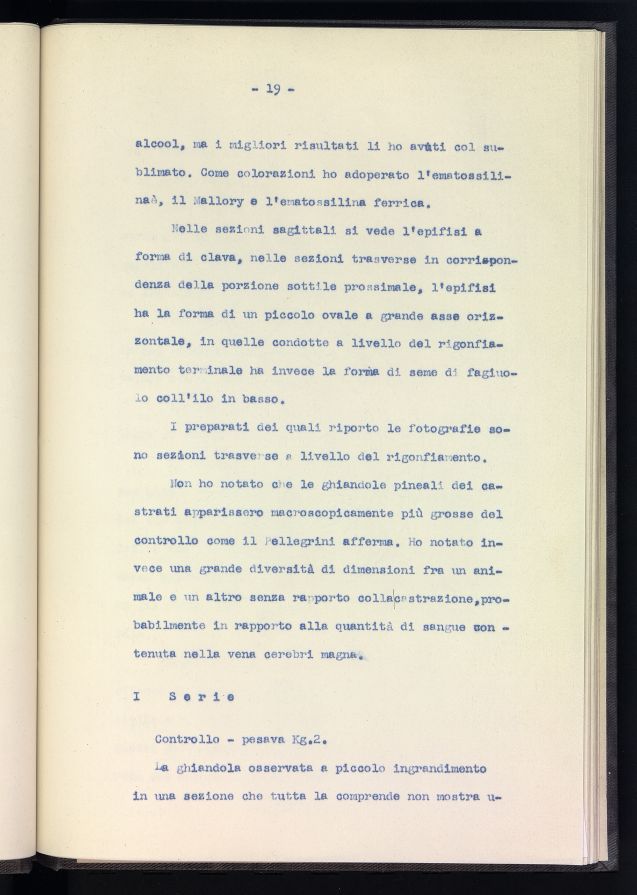 - 19 -
alcool, ma i migliori risultati li ho avuti col su-
blimato. Come colorazioni ho adoperato l'ematossili-
naè, il Mallory e l'ematossilina ferrica.
Nelle sezioni sagittali si vede l'epifisi a
forma di clava, nelle sezioni trasverse in corrispon-
denza della porzione sottile prossimale, l'epifisi
ha la forma di un piccolo ovale a grande asse oriz-
zontale, in quelle condotte a livello del rigonfia-
mento terminale ha invece la forma di seme di fagiuo-
lo coll'ilo in basso.
I preparati dei quali riporto le fotografie so-
no sezioni trasverse a livello del rigonfiamento.
Non ho notato che le ghiandole pineali dei ca-
strati apparissero macroscopicamente più grosse del
controllo come il Pellegrini afferma. Ho notato in-
vece una grande diversità di dimensioni fra un ani-
male e un altro senza rapporto colla|castrazione,pro-
babilmente in rapporto alla quantità di sangue con -
tenuta nella vena cerebri magna.
I S e r i e
Controllo - pesava Kg.2.
La ghiandola osservata a piccolo ingrandimento
in una sezione che tutta la comprende non mostra u-